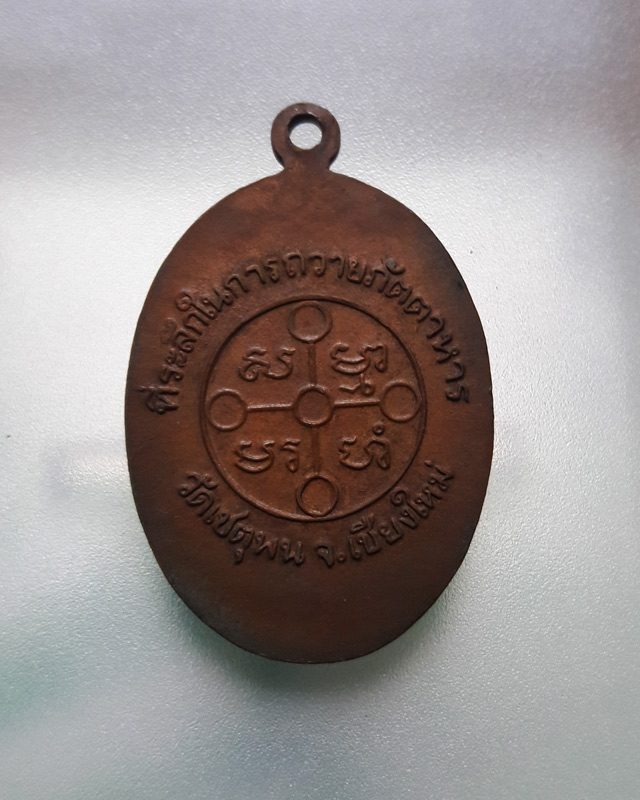 ที่ระลึกในการถวายภัตตาหาร
วัดเชตุพน จ.เชียงใหม่